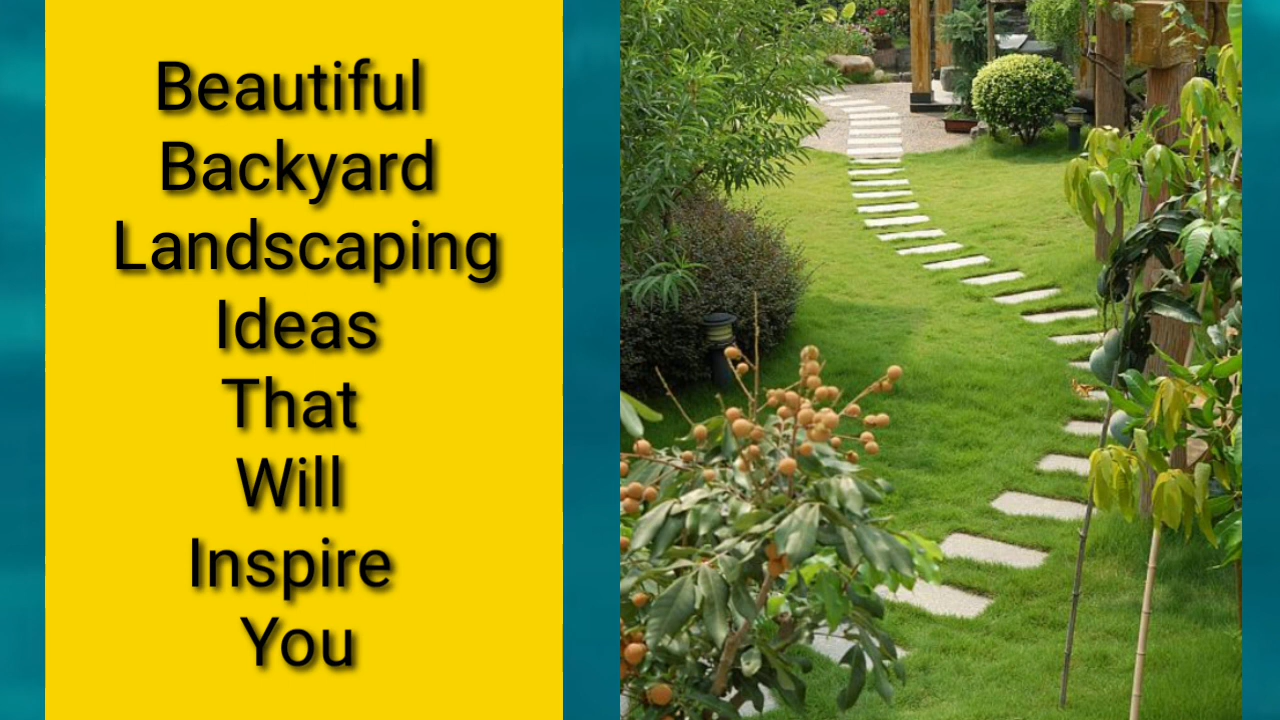 Beautiful
Backyard
Landscaping
Ideas
That
Will
Inspire
You